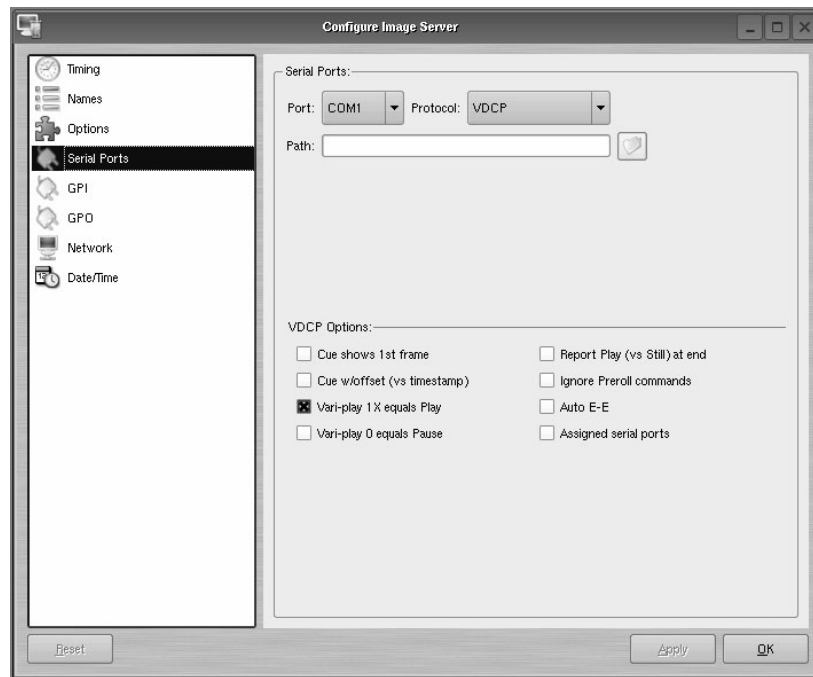 Configure Image Server
Timing
Names
Options
Serial Ports
GPI
GPO
Network
Date/Time
Serial Ports:
Port: COM1 Protocol: VDCP
Path:
VDCP Options:
Cue shows 1st frame
Report Play (vs Still) at end
Cue w/offset (vs timestamp)
Ignore Preroll commands
Vari-play 1X equals Play
Auto E-E
Vari-play 0 equals Pause
Assigned serial ports
Reset
Apply
OK